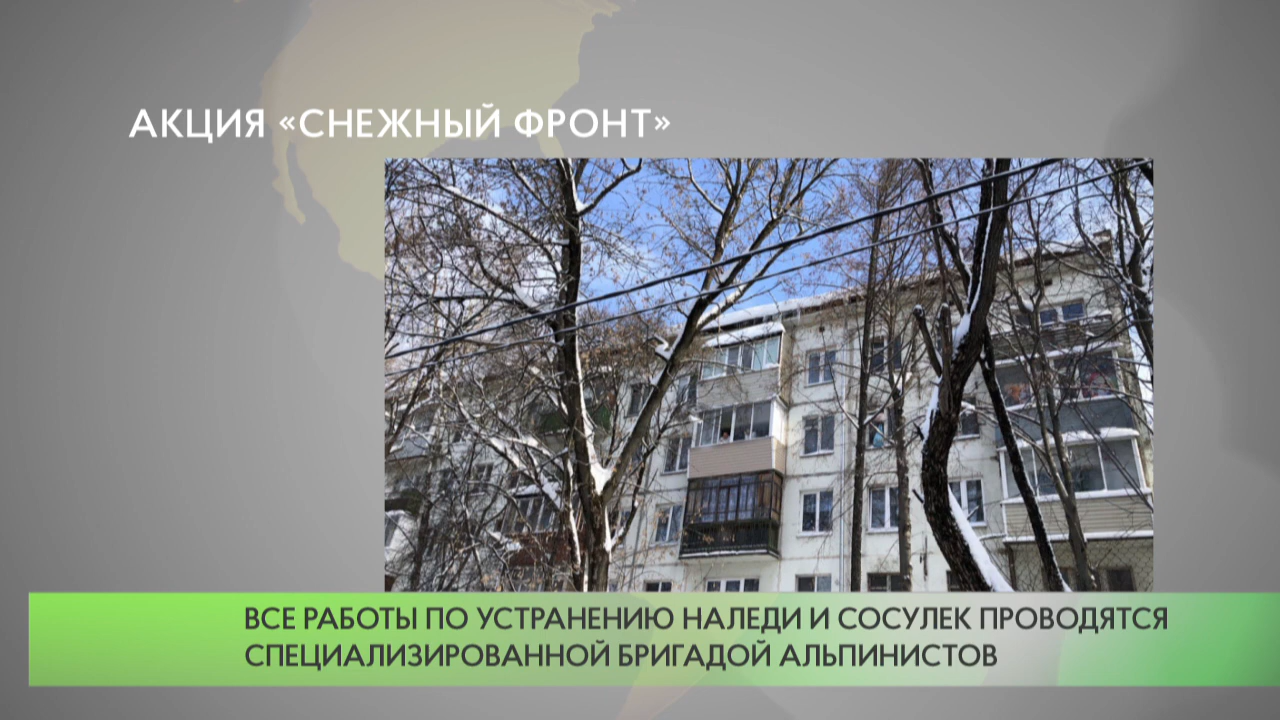 АКЦИЯ «СНЕЖНЫЙ ФРОНТ»
ВСЕ РАБОТЫ ПО УСТРАНЕНИЮ НАЛЕДИ И СОСУЛЕК ПРОВОДЯТСЯ
СПЕЦИАЛИЗИРОВАННОЙ БРИГАДОЙ АЛЬПИНИСТОВ